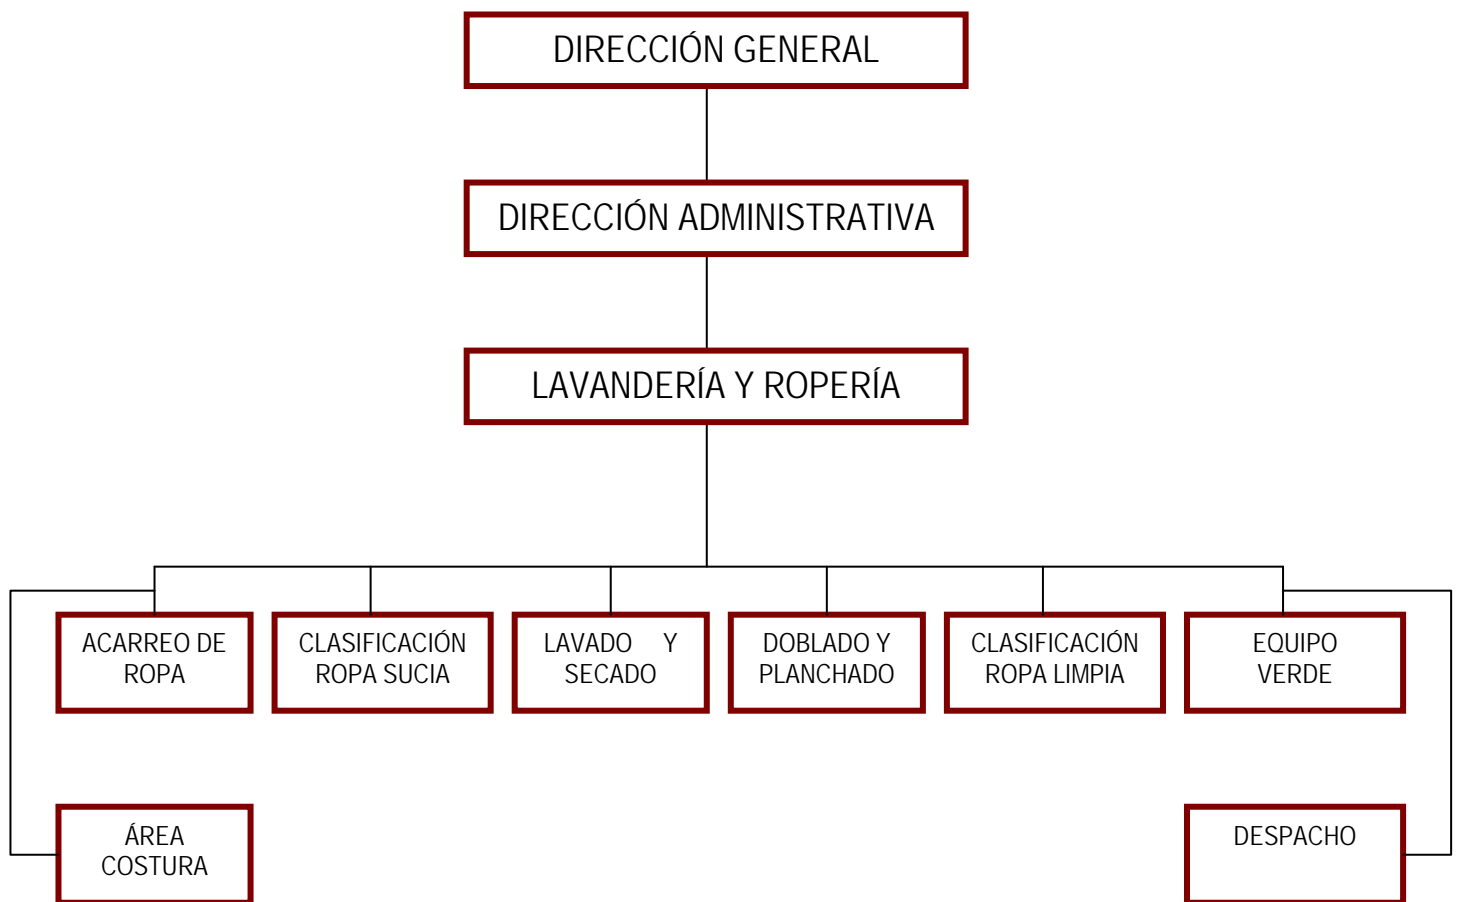 DIRECCIÓN GENERAL
DIRECCIÓN ADMINISTRATIVA
LAVANDERÍA Y ROPERÍA
ACARREO DE
ROPA
CLASIFICACIÓN
ROPA SUCIA
LAVADO Y
SECADO
DOBLADO Y
PLANCHADO
CLASIFICACIÓN
ROPA LIMPIA
EQUIPO
VERDE
ÁREA
COSTURA
DESPACHO